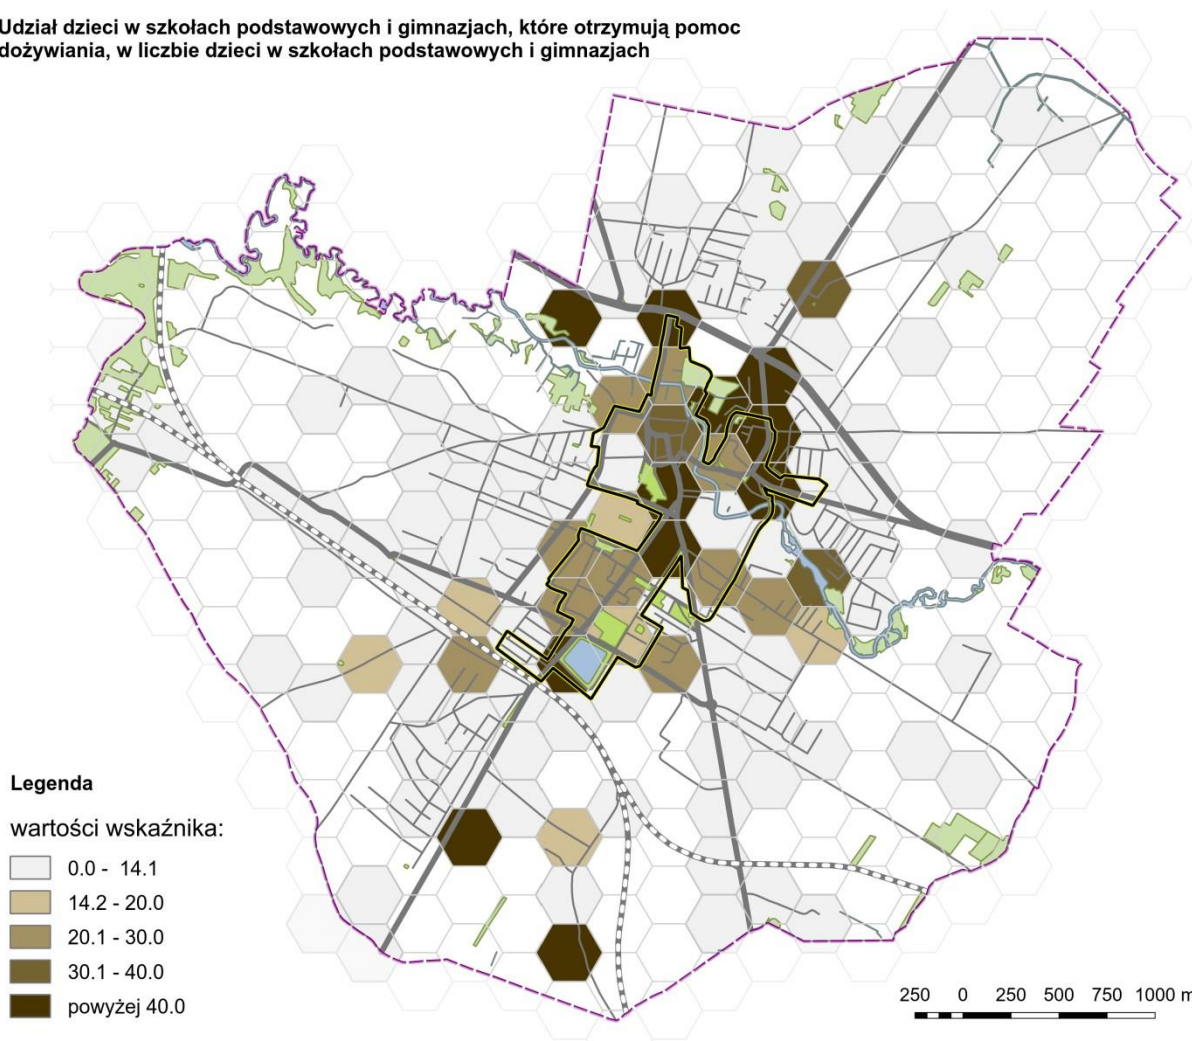 Udział dzieci w szkołach podstawowych i gimnazjach, które otrzymują pomoc
dożywiania, w liczbie dzieci w szkołach podstawowych i gimnazjach
Legenda
wartości wskaźnika:
0.0 - 14.1
14.2 - 20.0
20.1 - 30.0
30.1 - 40.0
powyżej 40.0
250 0 250 500 750 1000 m